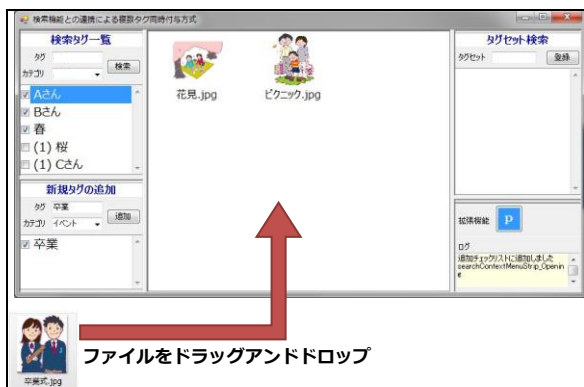 検索機能との連携による複数タグ同時付与方式
検索タグ一覧
タグ
カテゴリ
検索
Aさん
Bさん
春
(1) 桜
(1) Cさん
新規タグの追加
タグ 卒業
カテゴリ イベント
追加
卒業
花見.jpg
ピクニック.jpg
タグセット検索
タグセット
登録
拡張機能
P
ログ
追加チェックリストに追加しました
searchContextMenuStrip_Openin
g
ファイルをドラッグアンドドロップ
卒業式.jpg